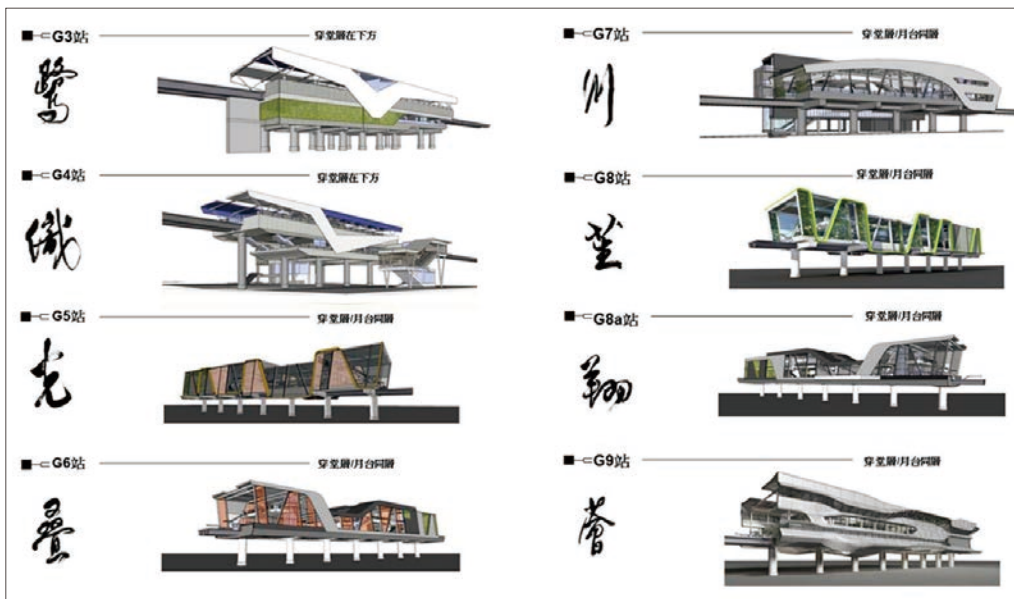 G3站 穿堂層在下方
鷺
G4站 穿堂層在下方
織
G5站 穿堂層/月台同層
光
G6站 穿堂層/月台同層
疊
G7站 穿堂層/月台同層
川
G8站 穿堂層/月台同層
G8a站 穿堂層/月台同層
翔
G9站 穿堂層/月台同層
薈